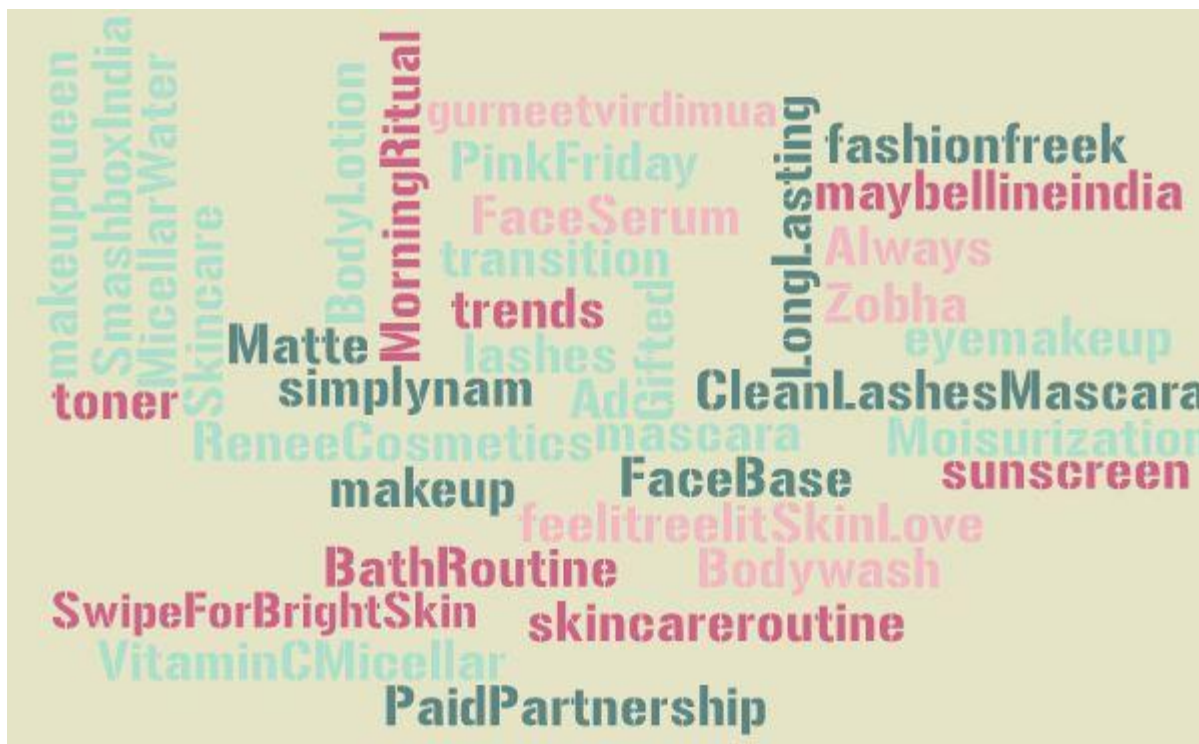 makeupqueen
SmashboxIndia
MicellarWater
Skincare
BodyLotion
MorningRitual
gurneetvirdimua
PinkFriday
FaceSerum
transition
trends
lashes
Ad
Gifted
LongLasting
fashionfreek
maybellineindia
Always
Zobha
eyemakeup
Matte
simplynam
CleanLashesMascara
toner
ReneeCosmetics
mascara
Moisurization
sunscreen
makeup
FaceBase
feelitreelitSkinLove
BathRoutine
Bodywash
SwipeForBrightSkin
skincareroutine
VitaminCMicellar
PaidPartnership